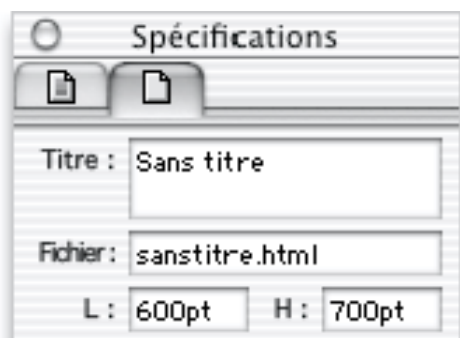 Spécifications
Titre : Sans titre
Fichier : sanstitre.html
L : 600pt H : 700pt